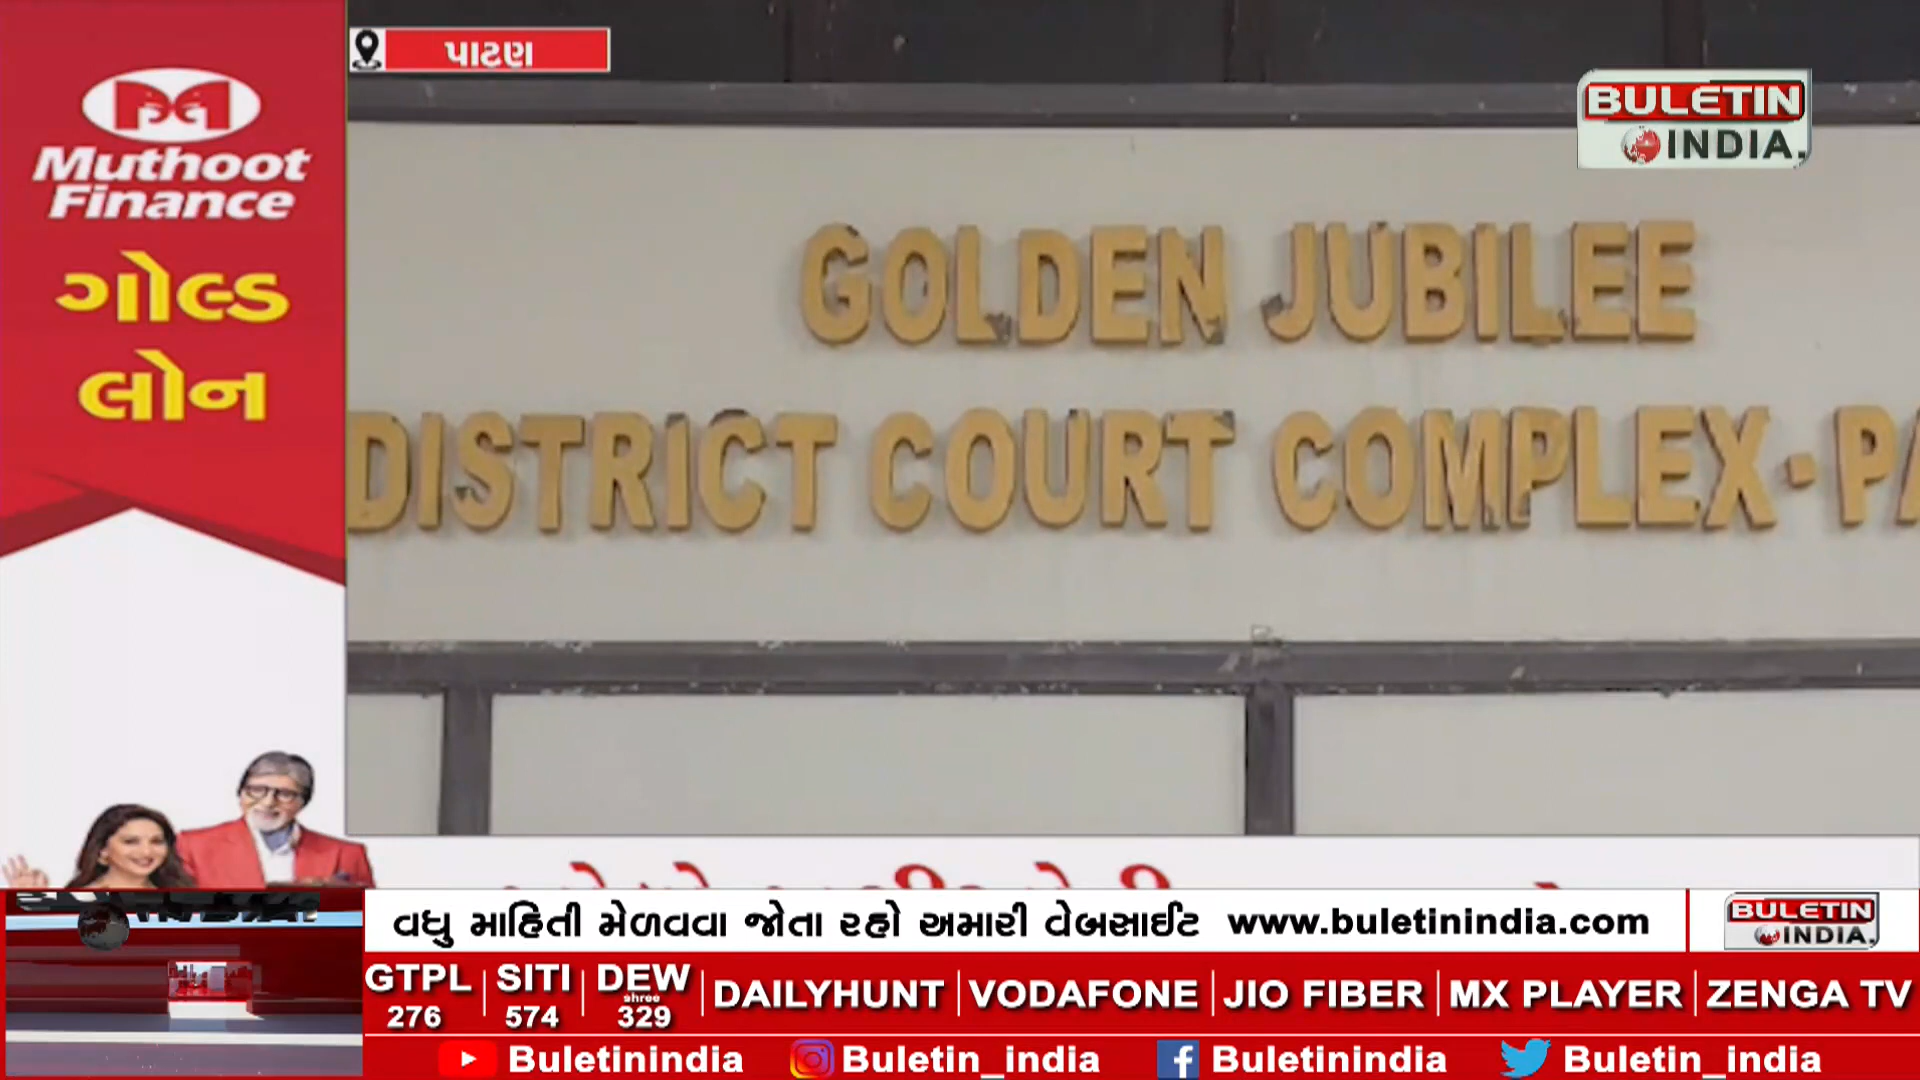 પાટણ
BULETIN
INDIA.
Muthoot
Finance
ગોલ્ડ
લોન
GOLDEN JUBILEE
DISTRICT COURT COMPLEX - PA
વધુ માહિતી મેળવવા જોતા રહો અમારી વેબસાઈટ www.buletinindia.com
BULETIN
INDIA.
GTPL 276 | SITI 574 | DEW shree 329 | DAILYHUNT | VODAFONE | JIO FIBER | MX PLAYER | ZENGA TV
Buletinindia Buletin_india Buletinindia Buletin_india